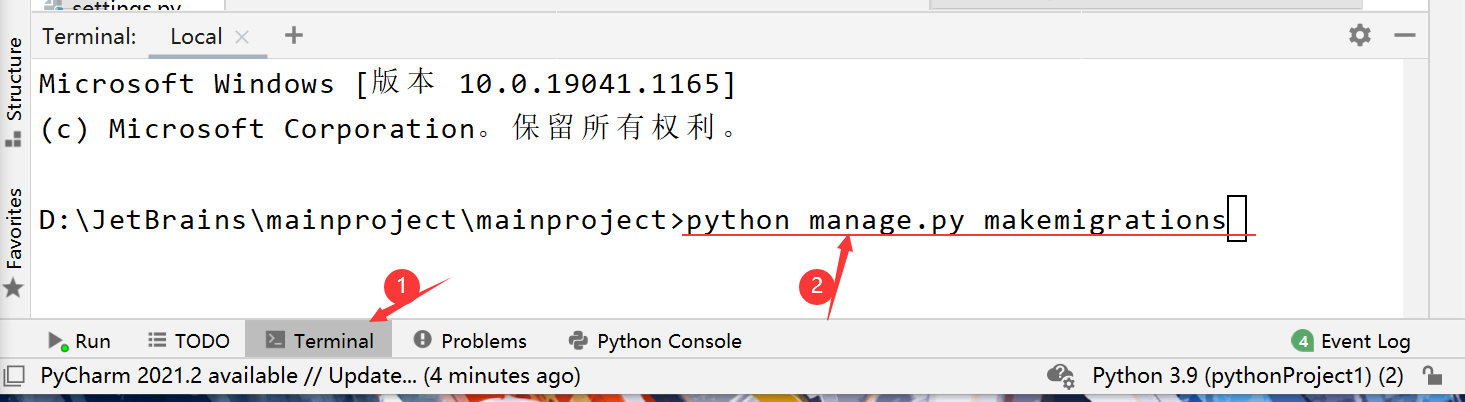 settings.py
Structure
Terminal: Local × +
Microsoft Windows [版本 10.0.19041.1165]
(c) Microsoft Corporation。保留所有权利。
D:\JetBrains\mainproject\mainproject>python manage.py makemigrations
Favorites
1
2
Run TODO Terminal Problems Python Console 4 Event Log
PyCharm 2021.2 available // Update... (4 minutes ago) Python 3.9 (pythonProject1) (2)